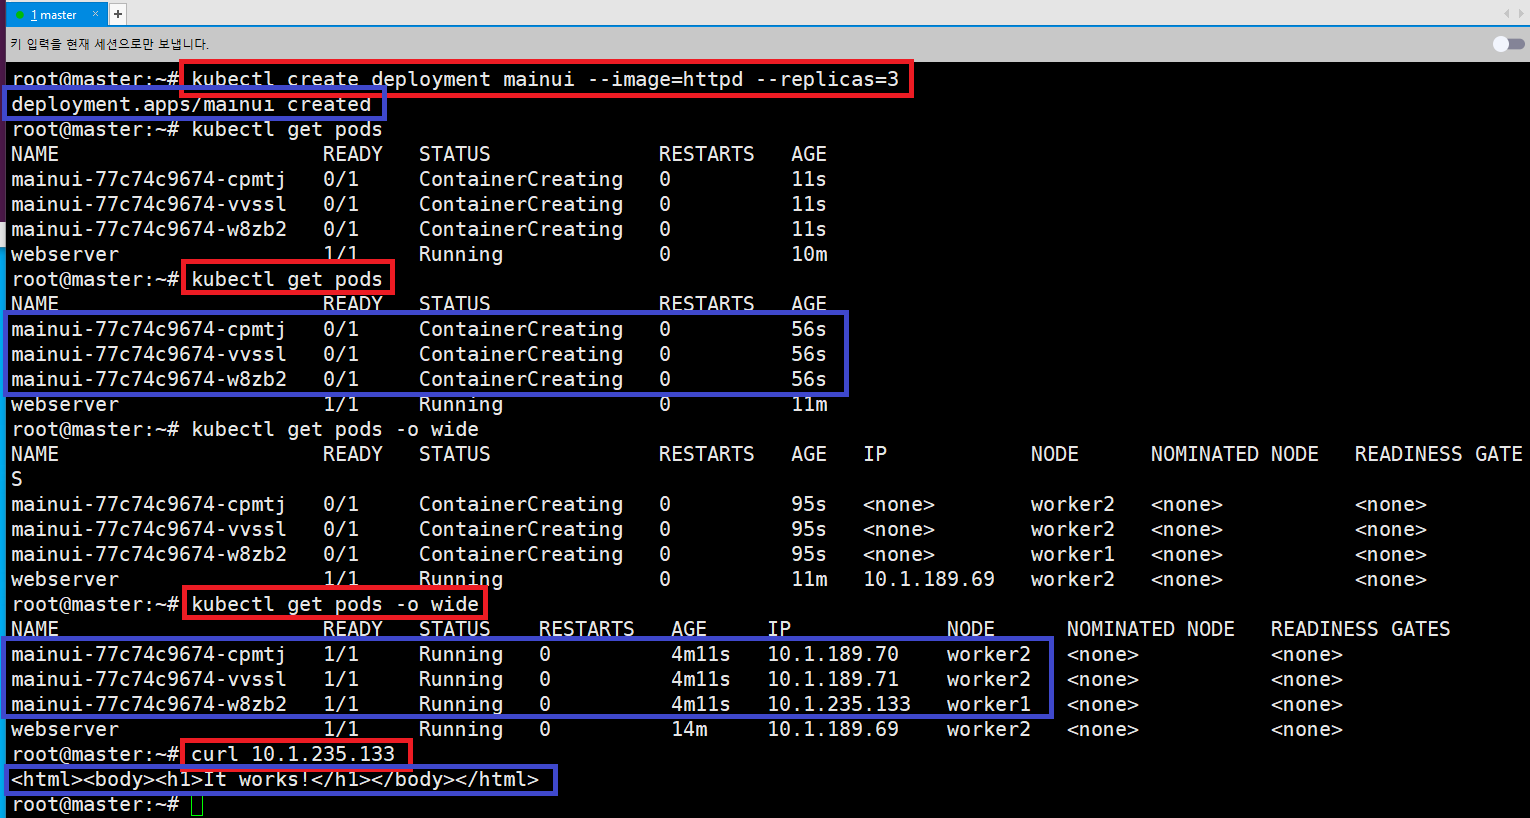 1 master × +
키 입력을 현재 세션으로만 보냅니다.
root@master:~# kubectl create deployment mainui --image=httpd --replicas=3
deployment.apps/mainui created
root@master:~# kubectl get pods
NAME READY STATUS RESTARTS AGE
mainui-77c74c9674-cpmtj 0/1 ContainerCreating 0 11s
mainui-77c74c9674-vvssl 0/1 ContainerCreating 0 11s
mainui-77c74c9674-w8zb2 0/1 ContainerCreating 0 11s
webserver 1/1 Running 0 10m
root@master:~# kubectl get pods
NAME READY STATUS RESTARTS AGE
mainui-77c74c9674-cpmtj 0/1 ContainerCreating 0 56s
mainui-77c74c9674-vvssl 0/1 ContainerCreating 0 56s
mainui-77c74c9674-w8zb2 0/1 ContainerCreating 0 56s
webserver 1/1 Running 0 11m
root@master:~# kubectl get pods -o wide
NAME READY STATUS RESTARTS AGE IP NODE NOMINATED NODE READINESS GATE
S
mainui-77c74c9674-cpmtj 0/1 ContainerCreating 0 95s <none> worker2 <none> <none>
mainui-77c74c9674-vvssl 0/1 ContainerCreating 0 95s <none> worker2 <none> <none>
mainui-77c74c9674-w8zb2 0/1 ContainerCreating 0 95s <none> worker1 <none> <none>
webserver 1/1 Running 0 11m 10.1.189.69 worker2 <none> <none>
root@master:~# kubectl get pods -o wide
NAME READY STATUS RESTARTS AGE IP NODE NOMINATED NODE READINESS GATES
mainui-77c74c9674-cpmtj 1/1 Running 0 4m11s 10.1.189.70 worker2 <none> <none>
mainui-77c74c9674-vvssl 1/1 Running 0 4m11s 10.1.189.71 worker2 <none> <none>
mainui-77c74c9674-w8zb2 1/1 Running 0 4m11s 10.1.235.133 worker1 <none> <none>
webserver 1/1 Running 0 14m 10.1.189.69 worker2 <none> <none>
root@master:~# curl 10.1.235.133
<html><body><h1>It works!</h1></body></html>
root@master:~#